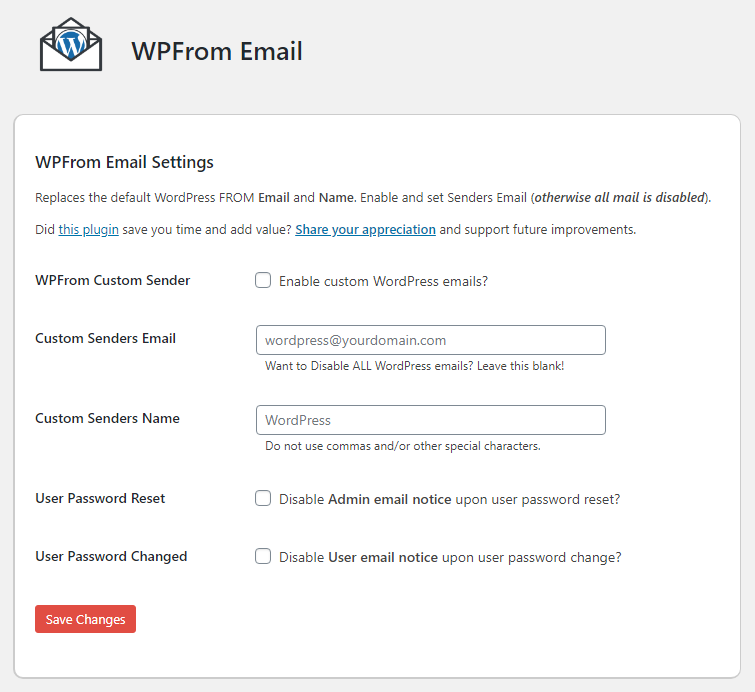 WPFrom Email
WPFrom Email Settings
Replaces the default WordPress FROM Email and Name. Enable and set Senders Email (otherwise all mail is disabled).
Did this plugin save you time and add value? Share your appreciation and support future improvements.
WPFrom Custom Sender
Enable custom WordPress emails?
Custom Senders Email
wordpress@yourdomain.com
Want to Disable ALL WordPress emails? Leave this blank!
Custom Senders Name
WordPress
Do not use commas and/or other special characters.
User Password Reset
Disable Admin email notice upon user password reset?
User Password Changed
Disable User email notice upon user password change?
Save Changes